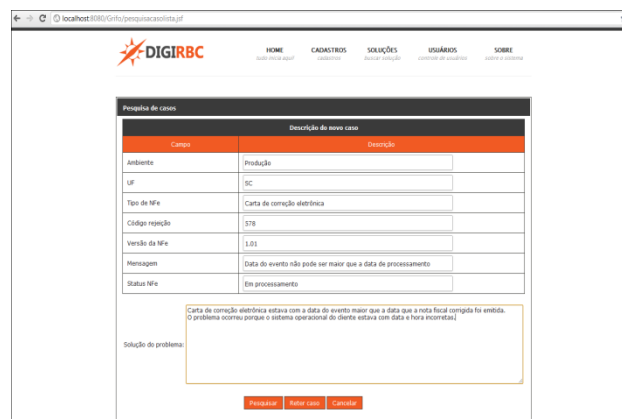 localhost:8080/Grifo/pesquisacasolista.jsf
DIGIRBC
HOME CADASTROS SOLUÇÕES USUÁRIOS SOBRE
tudo inicia aqui! cadastros buscar solução controle de usuários sobre o sistema
Pesquisa de casos
Descrição do novo caso
Campo Descrição
Ambiente Produção
UF SC
Tipo de NFe Carta de correção eletrônica
Código rejeição 578
Versão da NFe 1.01
Mensagem Data do evento não pode ser maior que a data de processamento
Status NFe Em processamento
Carta de correção eletrônica estava com a data do evento maior que a data que a nota fiscal corrigida foi emitida.
O problema ocorreu porque o sistema operacional do cliente estava com data e hora incorretas.
Solução do problema:
Pesquisar Reter caso Cancelar